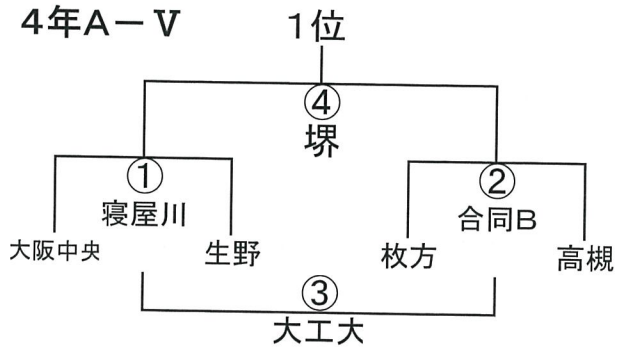 4年A-V
1位
④
堺
①
寝屋川
②
合同B
大阪中央
生野
枚方
高槻
③
大工大